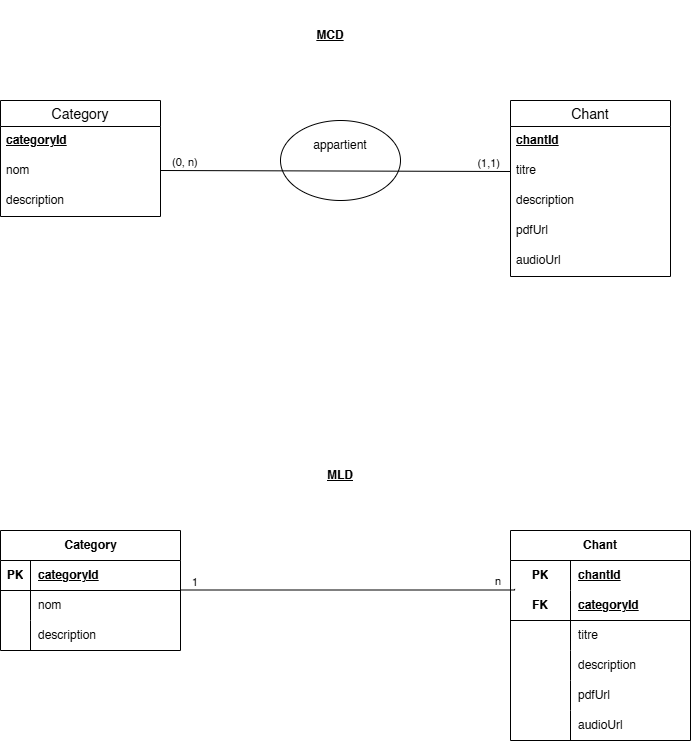 MCD
Category
categoryId
nom
description
(0, n)
appartient
(1,1)
Chant
chantId
titre
description
pdfUrl
audioUrl
MLD
Category
PK categoryId
nom
description
1
n
Chant
PK chantId
FK categoryId
titre
description
pdfUrl
audioUrl